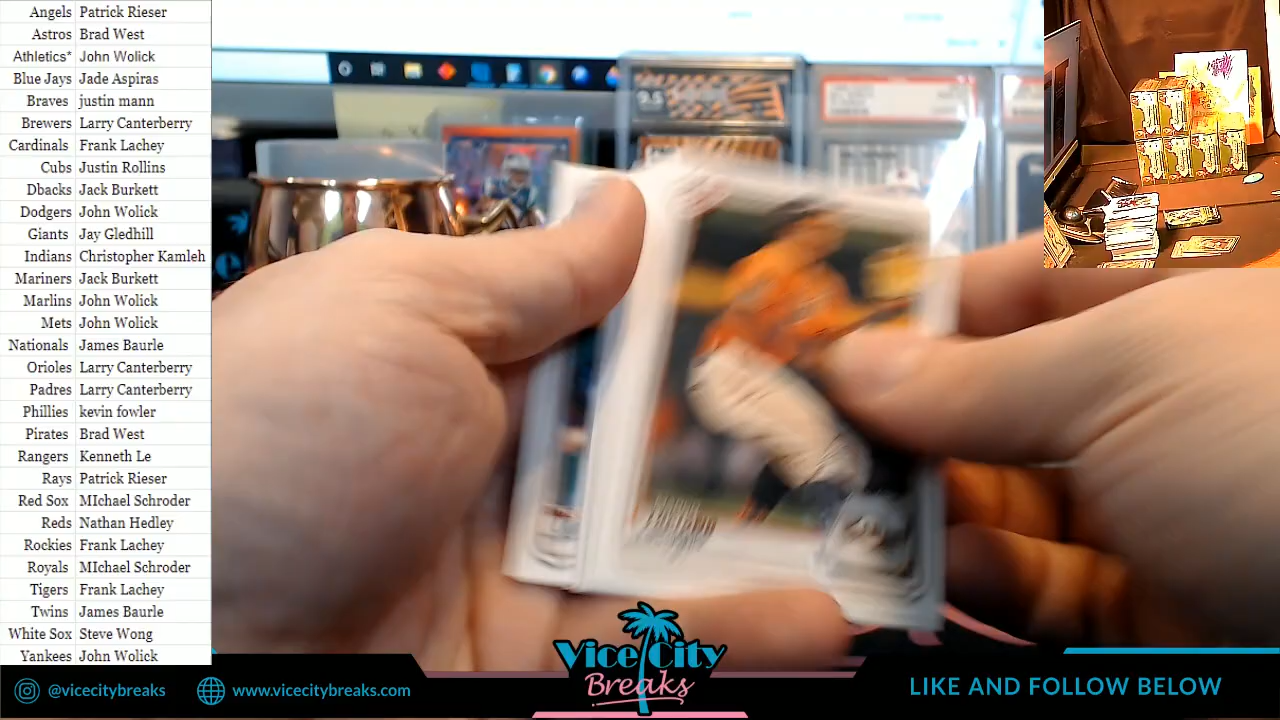 Angels Patrick Rieser
Astros Brad West
Athletics* John Wolick
Blue Jays Jade Aspiras
Braves justin mann
Brewers Larry Canterberry
Cardinals Frank Lachey
Cubs Justin Rollins
Dbacks Jack Burkett
Dodgers John Wolick
Giants Jay Gledhill
Indians Christopher Kamleh
Mariners Jack Burkett
Marlins John Wolick
Mets John Wolick
Nationals James Baurle
Orioles Larry Canterberry
Padres Larry Canterberry
Phillies kevin fowler
Pirates Brad West
Rangers Kenneth Le
Rays Patrick Rieser
Red Sox MIchael Schroder
Reds Nathan Hedley
Rockies Frank Lachey
Royals MIchael Schroder
Tigers Frank Lachey
Twins James Baurle
White Sox Steve Wong
Yankees John Wolick
9.5
@vicecitybreaks
www.vicecitybreaks.com
Vice City
Breaks
LIKE AND FOLLOW BELOW